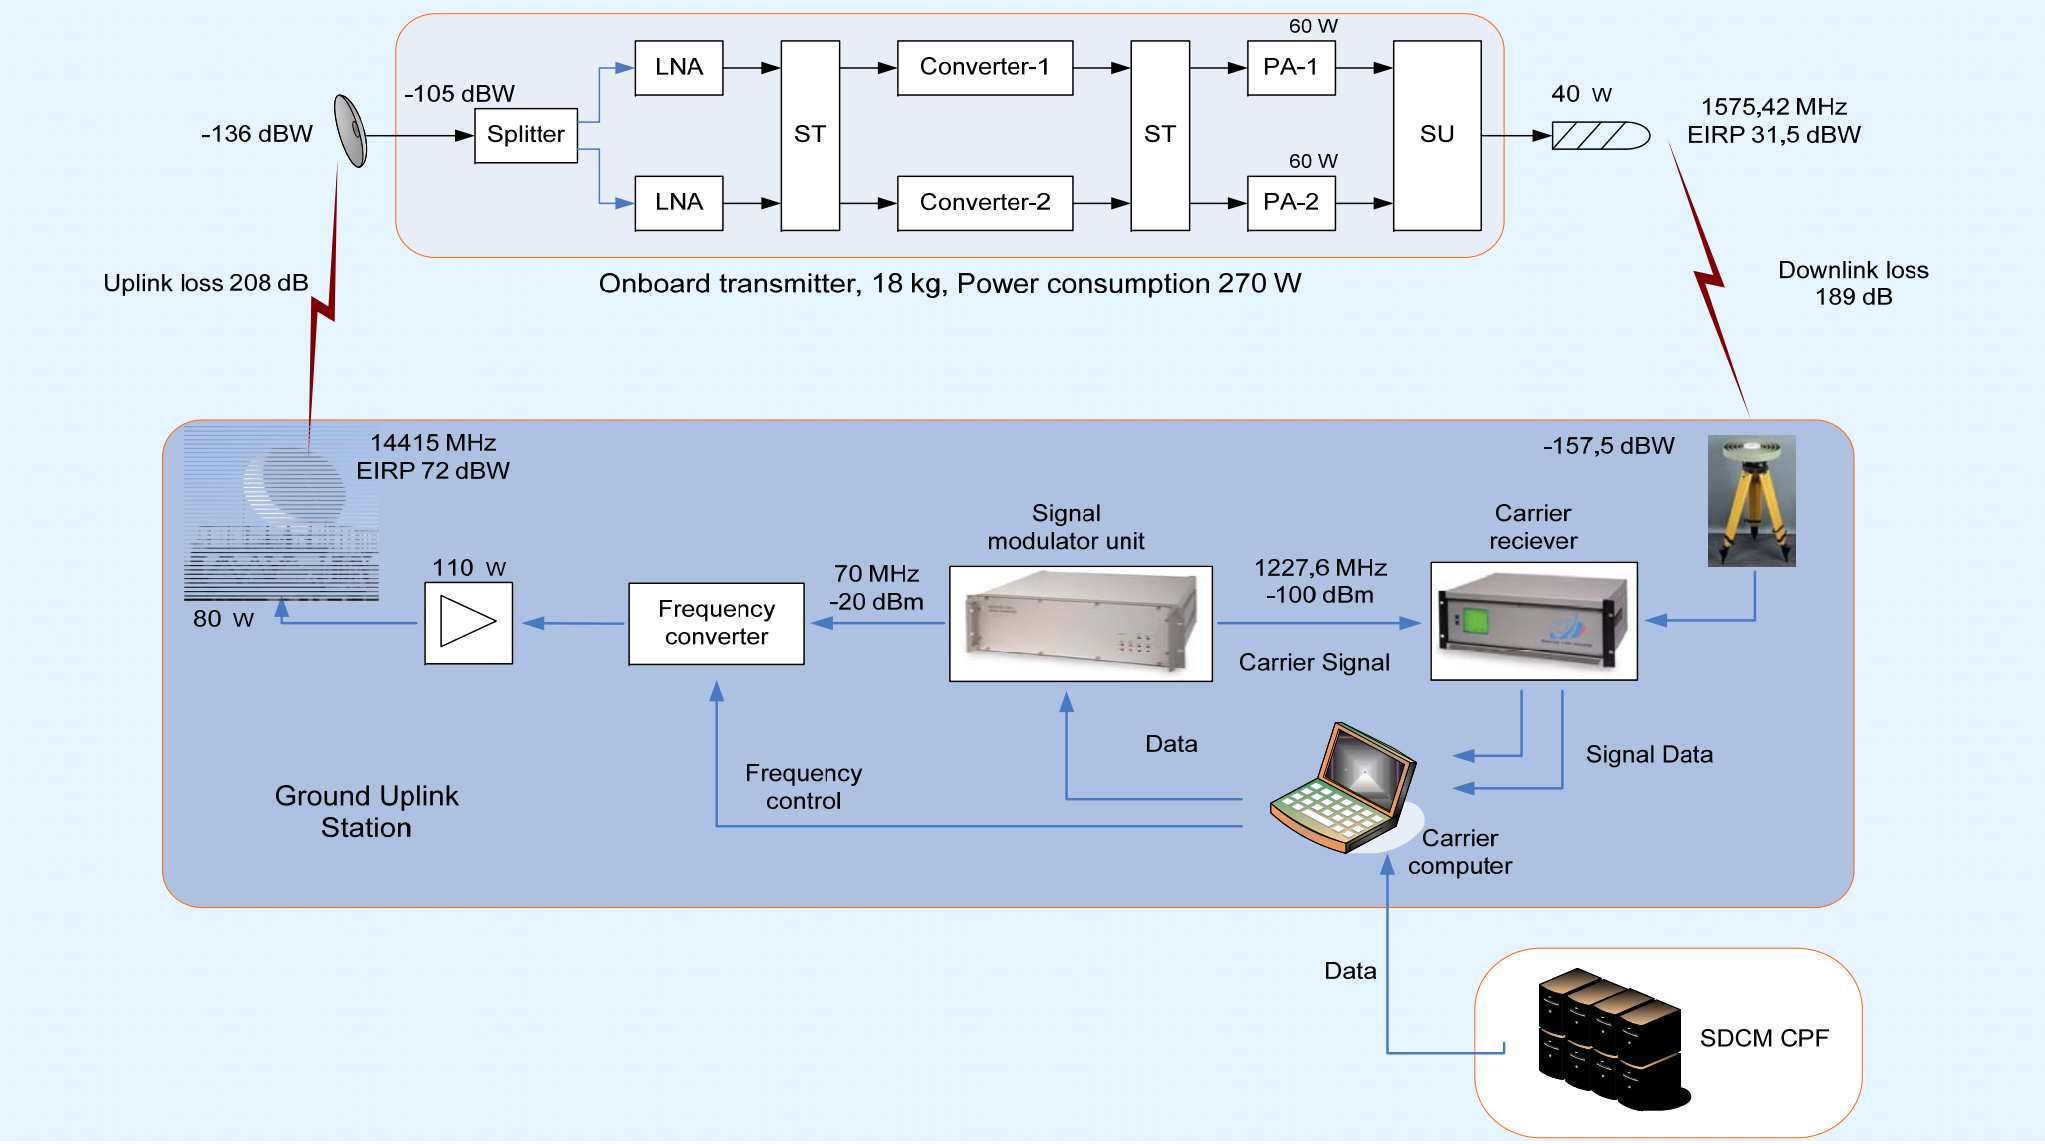 60 W
LNA
Converter-1
PA-1
-105 dBW
-136 dBW
Splitter
ST
ST
SU
40 W
1575,42 MHz
EIRP 31,5 dBW
60 W
LNA
Converter-2
PA-2
Uplink loss 208 dB
Onboard transmitter, 18 kg, Power consumption 270 W
Downlink loss
189 dB
14415 MHz
EIRP 72 dBW
-157,5 dBW
Signal
modulator unit
Carrier
reciever
110 W
70 MHz
-20 dBm
1227,6 MHz
-100 dBm
80 W
Frequency
converter
Carrier Signal
Data
Signal Data
Frequency
control
Ground Uplink
Station
Carrier
computer
Data
SDCM CPF